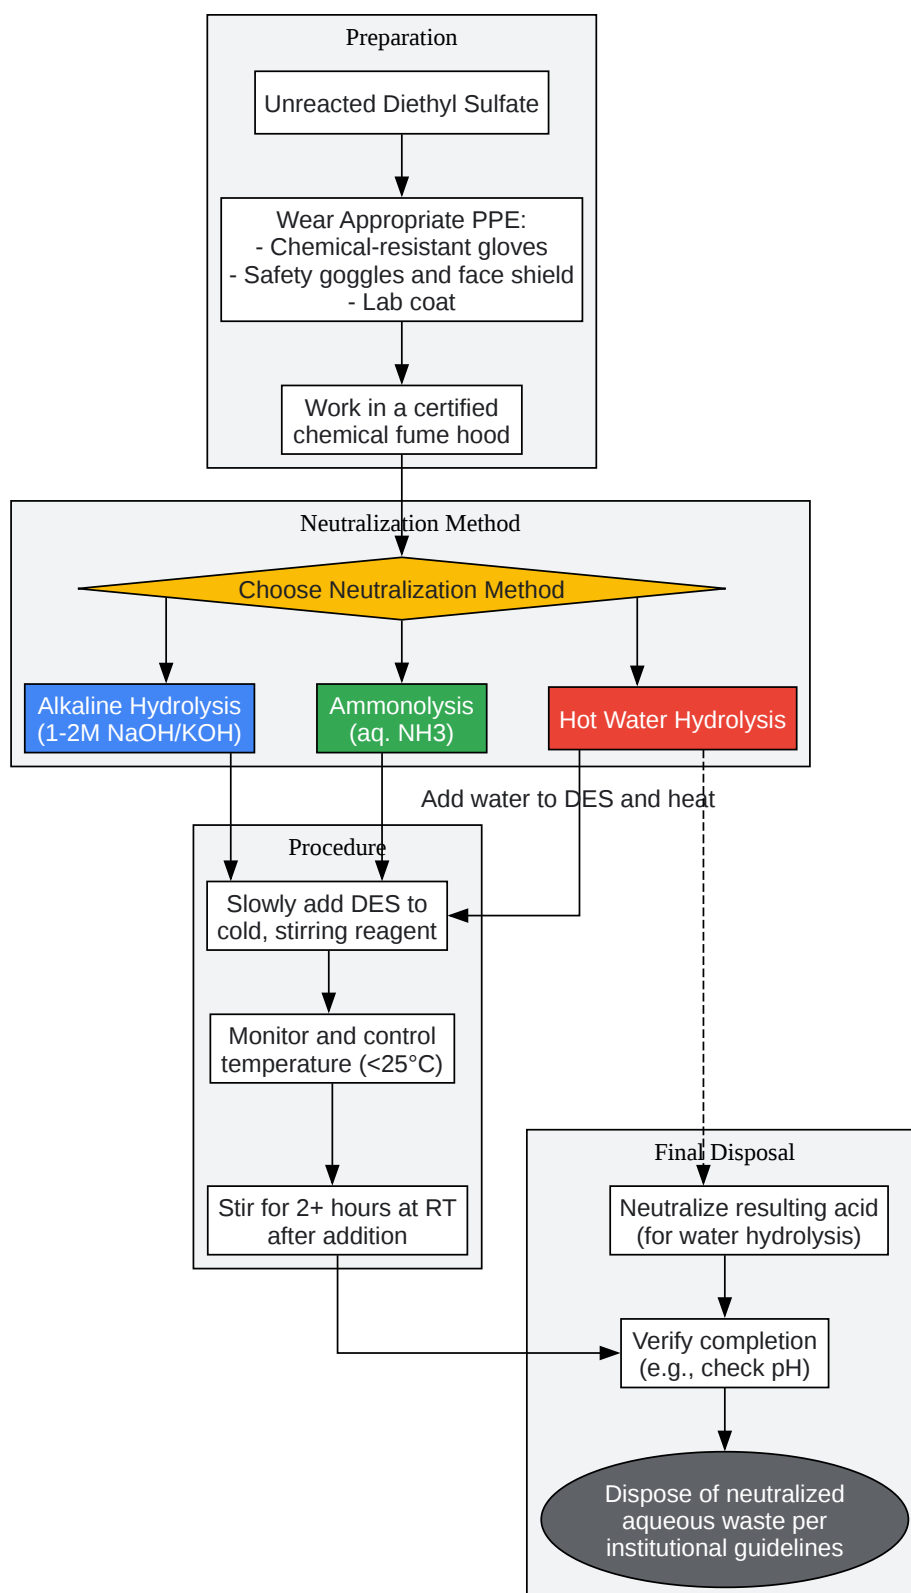 Preparation
Unreacted Diethyl Sulfate
Wear Appropriate PPE:
- Chemical-resistant gloves
- Safety goggles and face shield
- Lab coat
Work in a certified
chemical fume hood
Neutralization Method
Choose Neutralization Method
Alkaline Hydrolysis
(1-2M NaOH/KOH)
Ammonolysis
(aq. NH3)
Hot Water Hydrolysis
Add water to DES and heat
Procedure
Slowly add DES to
cold, stirring reagent
Monitor and control
temperature (<25°C)
Stir for 2+ hours at RT
after addition
Final Disposal
Neutralize resulting acid
(for water hydrolysis)
Verify completion
(e.g., check pH)
Dispose of neutralized
aqueous waste per
institutional guidelines